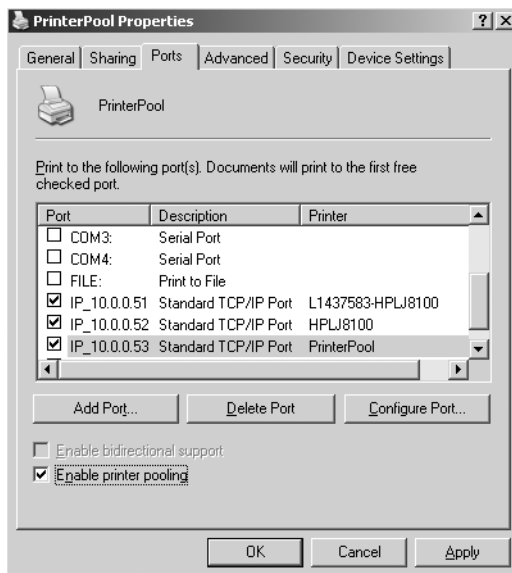 PrinterPool Properties
General Sharing Ports Advanced Security Device Settings
PrinterPool
Print to the following port(s). Documents will print to the first free
checked port.
Port Description Printer
COM3: Serial Port
COM4: Serial Port
FILE: Print to File
IP_10.0.0.51 Standard TCP/IP Port L1437583-HPLJ8100
IP_10.0.0.52 Standard TCP/IP Port HPLJ8100
IP_10.0.0.53 Standard TCP/IP Port PrinterPool
Add Port... Delete Port Configure Port...
Enable bidirectional support
Enable printer pooling
OK Cancel Apply